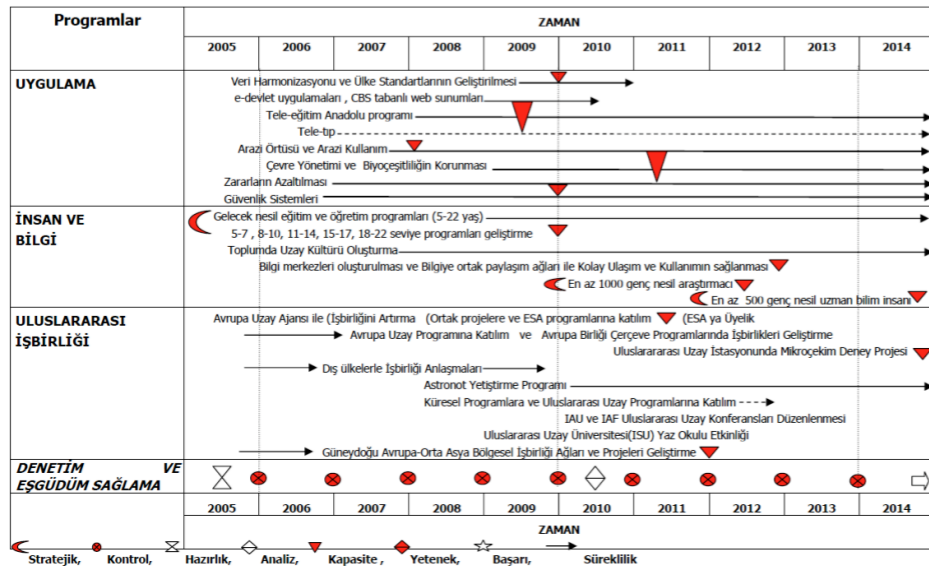 Programlar
ZAMAN
2005 2006 2007 2008 2009 2010 2011 2012 2013 2014
UYGULAMA
Veri Harmonizasyonu ve Ülke Standartlarının Geliştirilmesi
e-devlet uygulamaları , CBS tabanlı web sunumları
Tele-eğitim Anadolu programı
Tele-tıp
Arazi Örtüsü ve Arazi Kullanım
Çevre Yönetimi ve Biyoçeşitliliğin Korunması
Zararların Azaltılması
Güvenlik Sistemleri
İNSAN VE
BİLGİ
Gelecek nesil eğitim ve öğretim programları (5-22 yaş)
5-7 , 8-10, 11-14, 15-17, 18-22 seviye programları geliştirme
Toplumda Uzay Kültürü Oluşturma
Bilgi merkezleri oluşturulması ve Bilgiye ortak paylaşım ağları ile Kolay Ulaşım ve Kullanımın sağlanması
En az 1000 genç nesil araştırmacı
En az 500 genç nesil uzman bilim insanı
ULUSLARARASI
İŞBİRLİĞİ
Avrupa Uzay Ajansı ile (İşbirliğini Artırma (Ortak projelere ve ESA programlarına katılım (ESA ya Üyelik
Avrupa Uzay Programına Katılım ve Avrupa Birliği Çerçeve Programlarında İşbirlikleri Geliştirme
Uluslarararası Uzay İstasyonunda Mikroçekim Deney Projesi
Dış ülkelerle İşbirliği Anlaşmaları
Astronot Yetiştirme Programı
Küresel Programlara ve Uluslararası Uzay Programlarına Katılım
IAU ve IAF Uluslararası Uzay Konferansları Düzenlenmesi
Uluslararası Uzay Üniversitesi(ISU) Yaz Okulu Etkinliği
Güneydoğu Avrupa-Orta Asya Bölgesel İşbirliği Ağları ve Projeleri Geliştirme
DENETİM VE
EŞGÜDÜM SAĞLAMA
2005 2006 2007 2008 2009 2010 2011 2012 2013 2014
ZAMAN
Stratejik, Kontrol, Hazırlık, Analiz, Kapasite , Yetenek, Başarı, Süreklilik